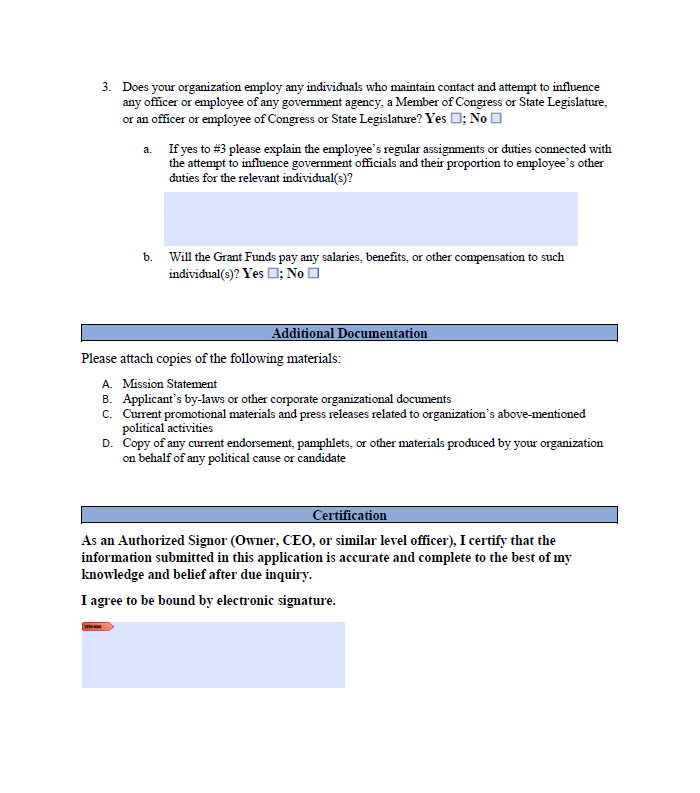 3. Does your organization employ any individuals who maintain contact and attempt to influence
any officer or employee of any government agency, a Member of Congress or State Legislature,
or an officer or employee of Congress or State Legislature? Yes ☐; No ☐
a. If yes to #3 please explain the employee's regular assignments or duties connected with
the attempt to influence government officials and their proportion to employee's other
duties for the relevant individual(s)?
b. Will the Grant Funds pay any salaries, benefits, or other compensation to such
individual(s)? Yes ☐; No ☐
Additional Documentation
Please attach copies of the following materials:
A. Mission Statement
B. Applicant's by-laws or other corporate organizational documents
C. Current promotional materials and press releases related to organization's above-mentioned
political activities
D. Copy of any current endorsement, pamphlets, or other materials produced by your organization
on behalf of any political cause or candidate
Certification
As an Authorized Signor (Owner, CEO, or similar level officer), I certify that the
information submitted in this application is accurate and complete to the best of my
knowledge and belief after due inquiry.
I agree to be bound by electronic signature.